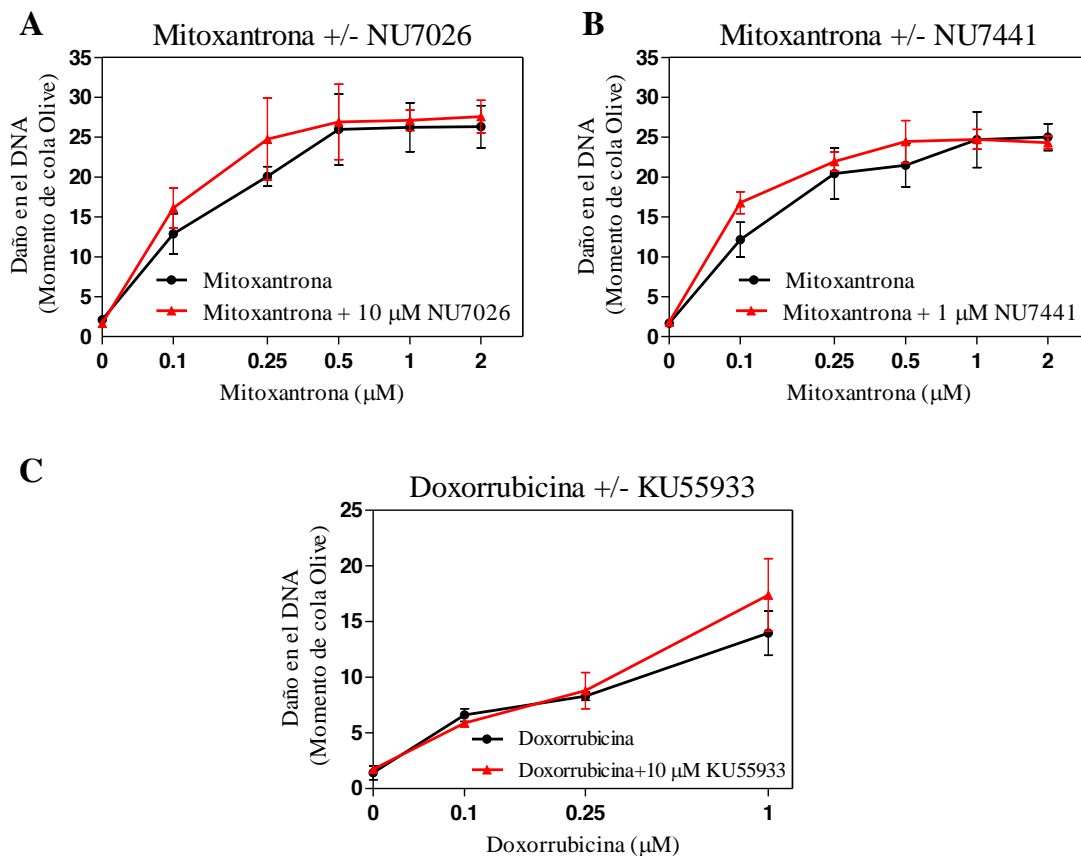 A
Mitoxantrona +/- NU7026
Daño en el DNA
(Momento de cola Olive)
35
30
25
20
15
10
5
0
Mitoxantrona
Mitoxantrona + 10 µM NU7026
0 0.1 0.25 0.5 1 2
Mitoxantrona (µM)
B
Mitoxantrona +/- NU7441
Daño en el DNA
(Momento de cola Olive)
35
30
25
20
15
10
5
0
Mitoxantrona
Mitoxantrona + 1 µM NU7441
0 0.1 0.25 0.5 1 2
Mitoxantrona (µM)
C
Doxorrubicina +/- KU55933
Daño en el DNA
(Momento de cola Olive)
25
20
15
10
5
0
Doxorrubicina
Doxorrubicina+10 µM KU55933
0 0.1 0.25 1
Doxorrubicina (µM)